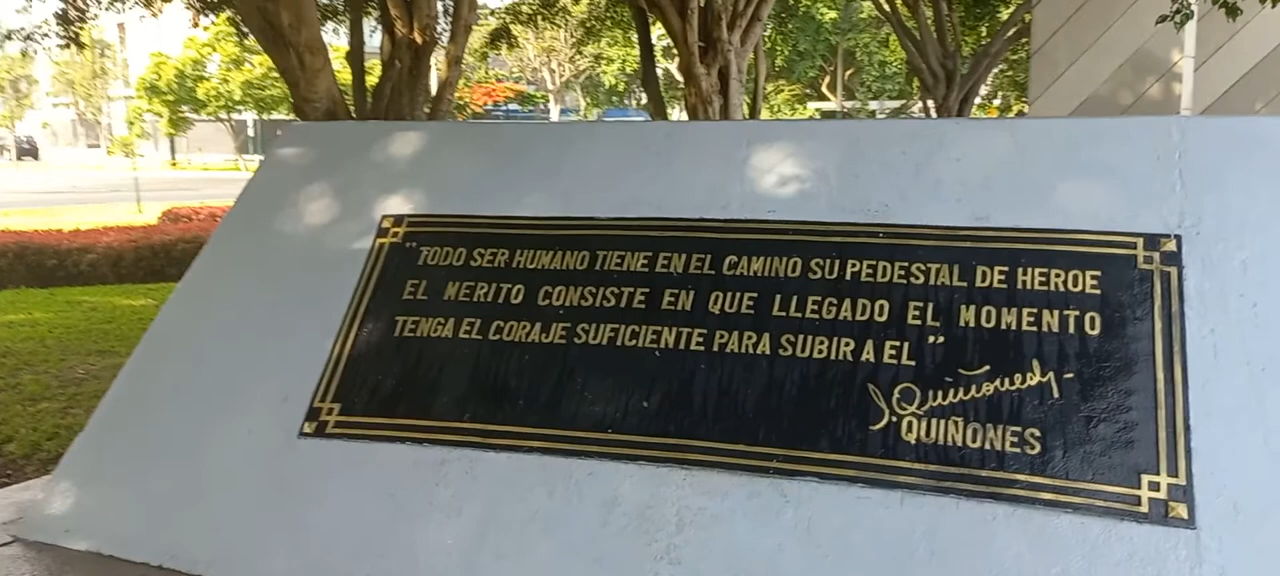 "TODO SER HUMANO TIENE EN EL CAMINO SU PEDESTAL DE HEROE
EL MERITO CONSISTE EN QUE LLEGADO EL MOMENTO
TENGA EL CORAJE SUFICIENTE PARA SUBIR A EL"
J. Quiñones
QUIÑONES